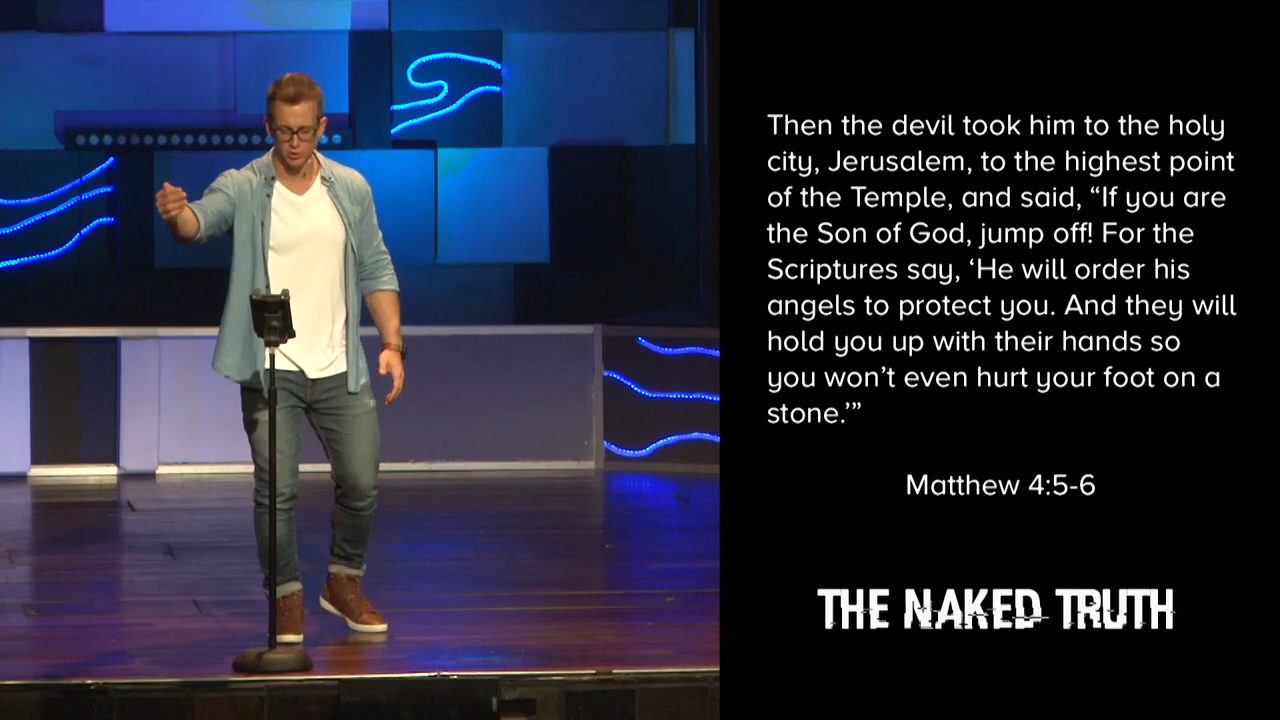 Then the devil took him to the holy
city, Jerusalem, to the highest point
of the Temple, and said, “If you are
the Son of God, jump off! For the
Scriptures say, ‘He will order his
angels to protect you. And they will
hold you up with their hands so
you won’t even hurt your foot on a
stone.’”
Matthew 4:5-6
THE NAKED TRUTH